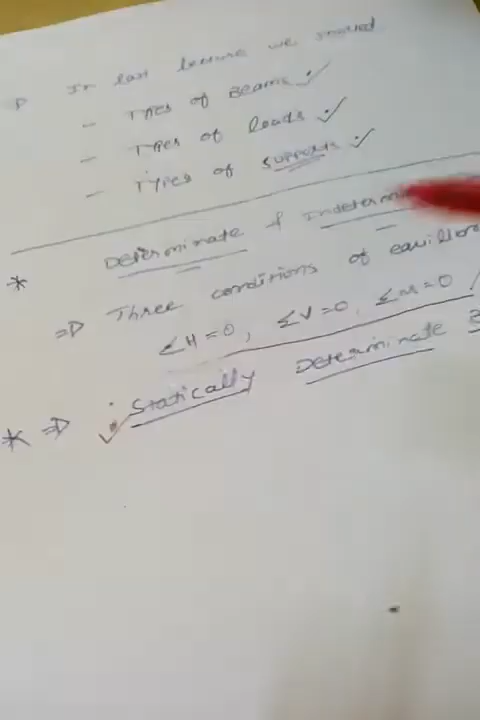 ⇒ In last lecture we studied
- Types of Beams ✓
- Types of loads ✓
- Types of supports ✓
* Determinate & Indetermi
⇒ Three conditions of equilibr
ΣH=0, ΣV=0, ΣM=0
* ⇒ Statically Determinate B